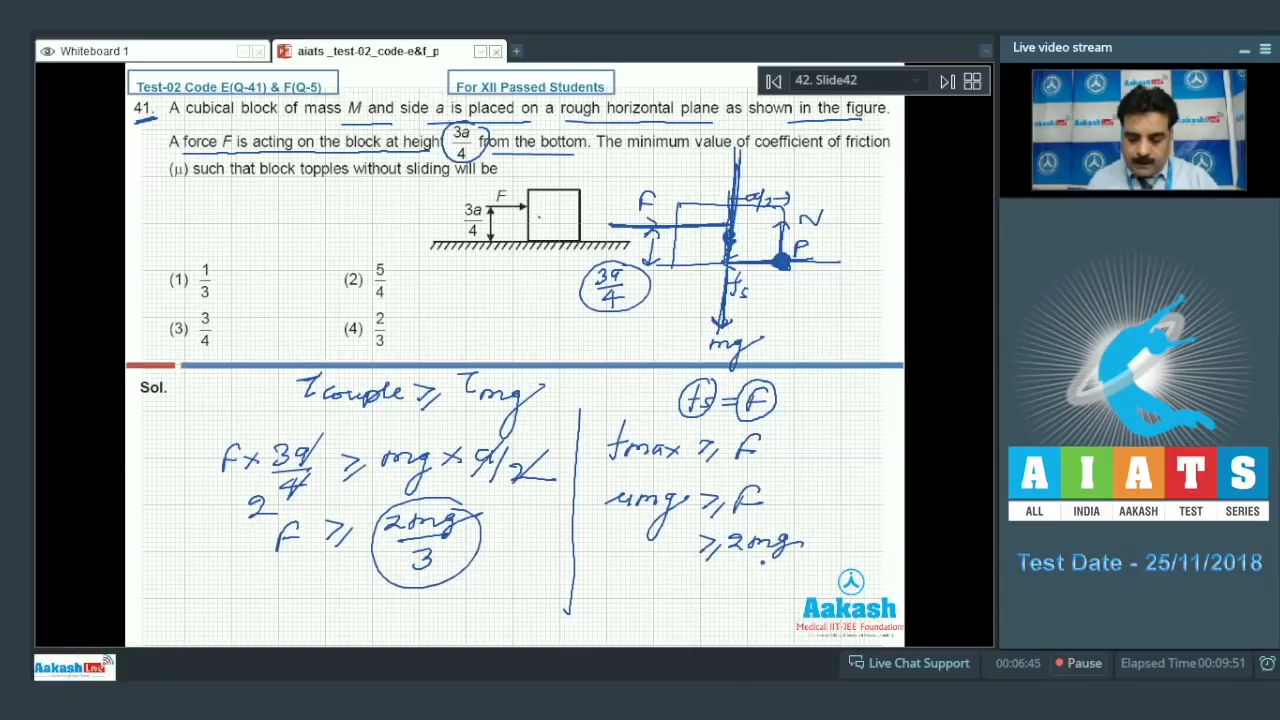 Whiteboard 1
aiats _test-02_code-e&f_p
Live video stream
Test-02 Code E(Q-41) & F(Q-5)
For XII Passed Students
42. Slide42
41. A cubical block of mass M and side a is placed on a rough horizontal plane as shown in the figure.
A force F is acting on the block at heigh 3a/4 from the bottom. The minimum value of coefficient of friction
(μ) such that block topples without sliding will be
F
3a/4
F
a/2
N
P
3a/4
fs
mg
(1) 1/3
(2) 5/4
(3) 3/4
(4) 2/3
Sol.
τcouple ≥ τmg
F × 3a/4 ≥ mg × a/2
2
F ≥ 2mg/3
fs = F
fmax ≥ F
μmg ≥ F
≥ 2mg
Aakash
Medical IIT-JEE Foundations
AIATS
ALL INDIA AAKASH TEST SERIES
Test Date - 25/11/2018
Aakash Live
Live Chat Support
00:06:45
Pause
Elapsed Time 00:09:51